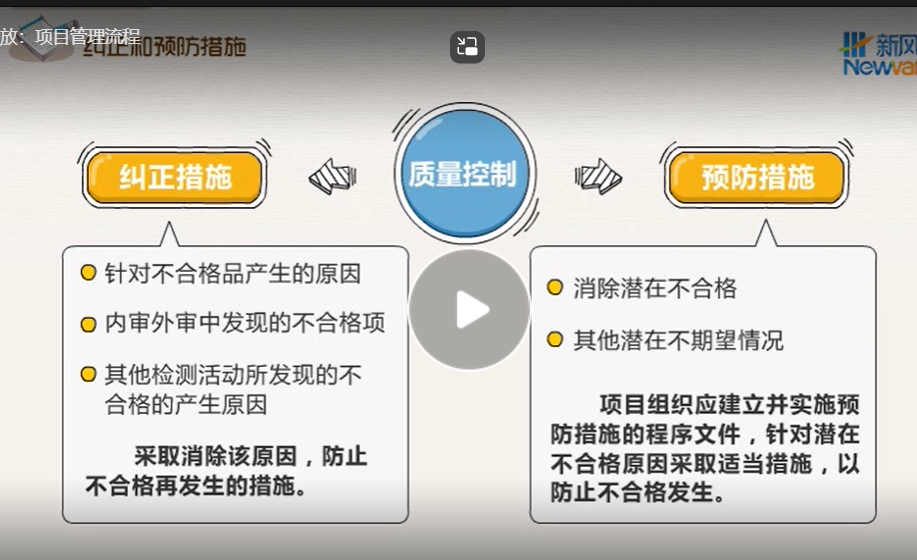 放：项目管理流程
纠正和预防措施
新风
Newva
质量控制
纠正措施
预防措施
针对不合格品产生的原因
内审外审中发现的不合格项
其他检测活动所发现的不
合格的产生原因
采取消除该原因，防止
不合格再发生的措施。
消除潜在不合格
其他潜在不期望情况
项目组织应建立并实施预
防措施的程序文件，针对潜在
不合格原因采取适当措施，以
防止不合格发生。